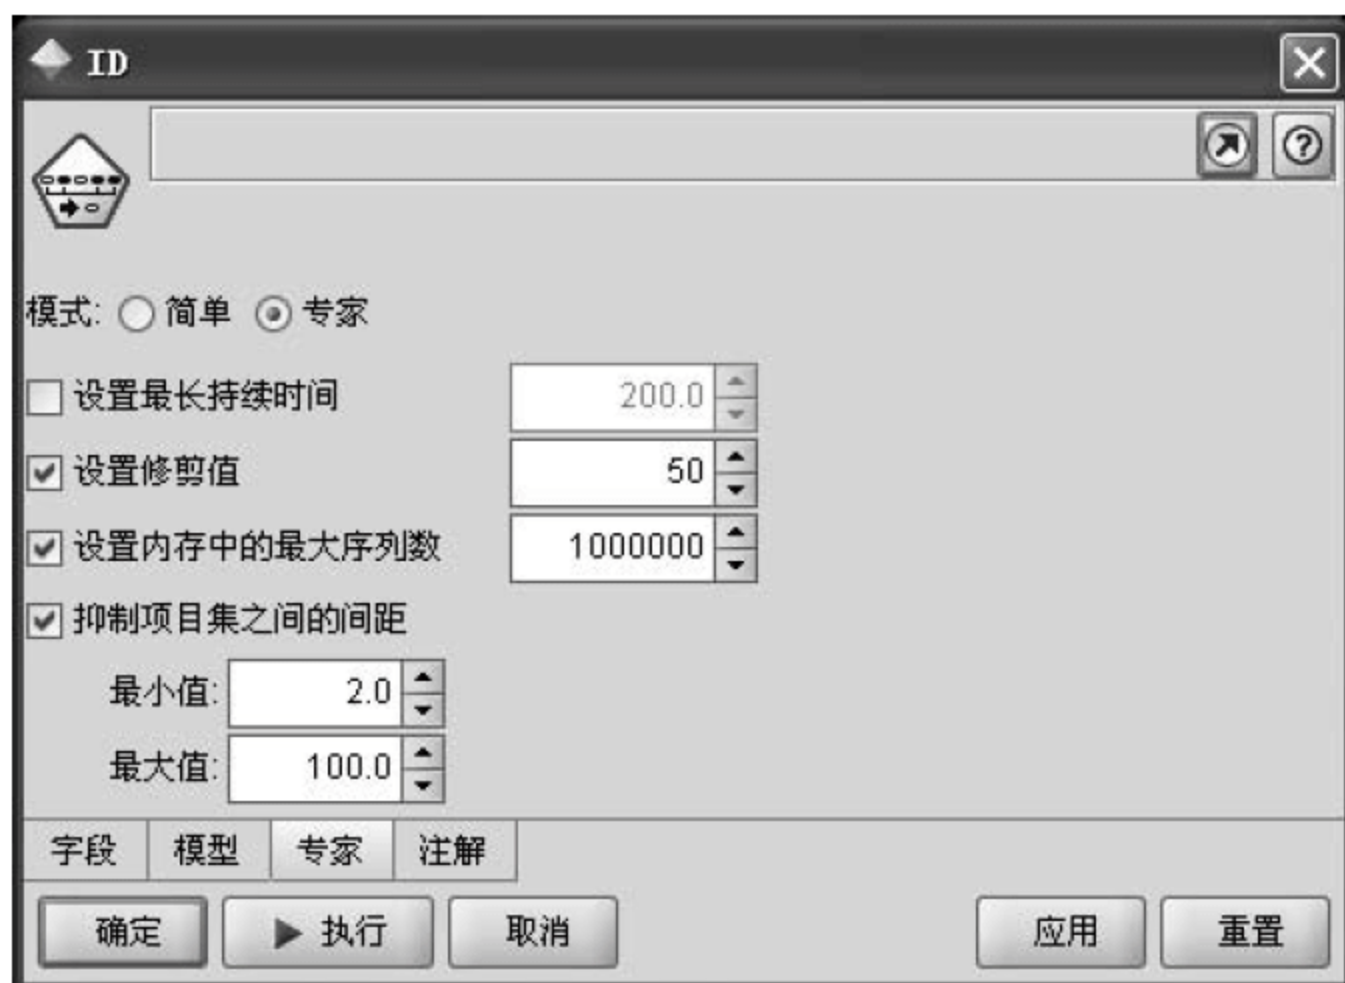 ID
模式: 简单 专家
设置最长持续时间 200.0
设置修剪值 50
设置内存中的最大序列数 1000000
抑制项目集之间的间距
最小值: 2.0
最大值: 100.0
字段 模型 专家 注解
确定 执行 取消 应用 重置